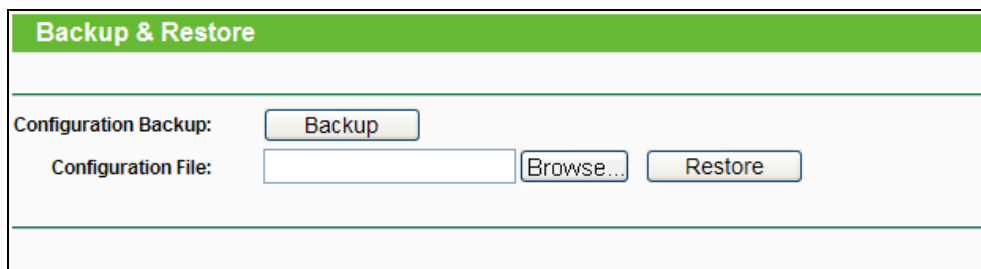 Backup & Restore
Configuration Backup: Backup
Configuration File: Browse... Restore